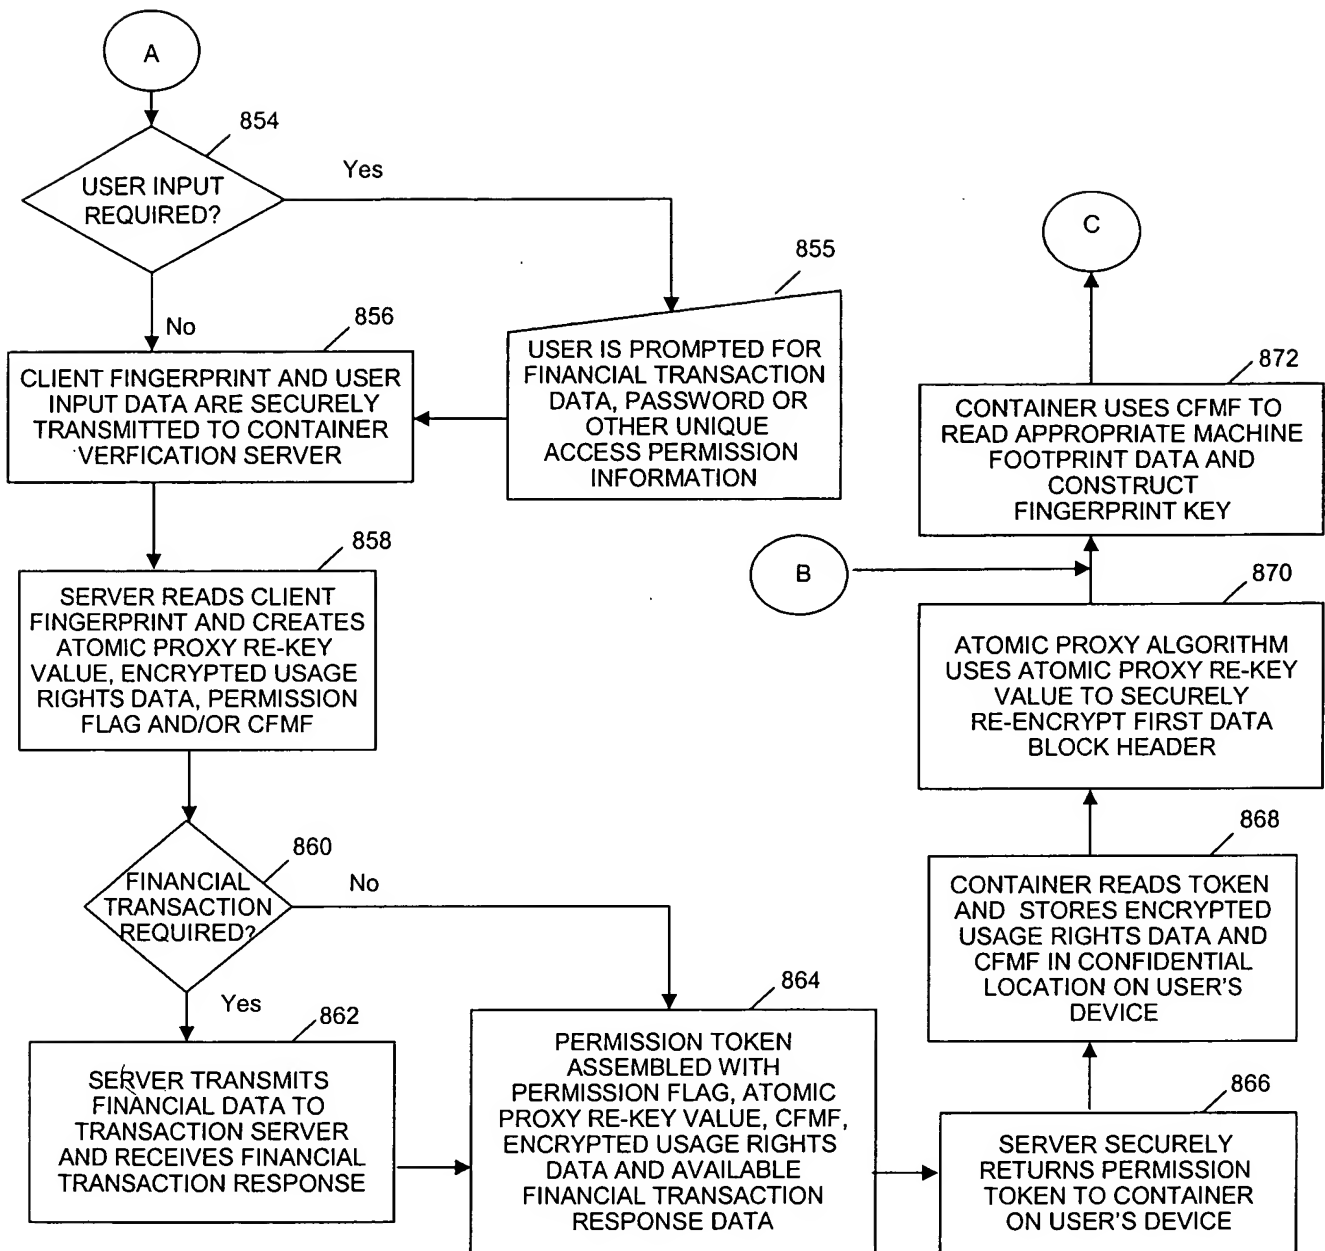 A
854
USER INPUT
REQUIRED?
Yes
No
855
USER IS PROMPTED FOR
FINANCIAL TRANSACTION
DATA, PASSWORD OR
OTHER UNIQUE
ACCESS PERMISSION
INFORMATION
856
CLIENT FINGERPRINT AND USER
INPUT DATA ARE SECURELY
TRANSMITTED TO CONTAINER
VERFICATION SERVER
858
SERVER READS CLIENT
FINGERPRINT AND CREATES
ATOMIC PROXY RE-KEY
VALUE, ENCRYPTED USAGE
RIGHTS DATA, PERMISSION
FLAG AND/OR CFMF
860
FINANCIAL
TRANSACTION
REQUIRED?
No
Yes
862
SERVER TRANSMITS
FINANCIAL DATA TO
TRANSACTION SERVER
AND RECEIVES FINANCIAL
TRANSACTION RESPONSE
864
PERMISSION TOKEN
ASSEMBLED WITH
PERMISSION FLAG, ATOMIC
PROXY RE-KEY VALUE, CFMF,
ENCRYPTED USAGE RIGHTS
DATA AND AVAILABLE
FINANCIAL TRANSACTION
RESPONSE DATA
866
SERVER SECURELY
RETURNS PERMISSION
TOKEN TO CONTAINER
ON USER'S DEVICE
868
CONTAINER READS TOKEN
AND STORES ENCRYPTED
USAGE RIGHTS DATA AND
CFMF IN CONFIDENTIAL
LOCATION ON USER'S
DEVICE
870
ATOMIC PROXY ALGORITHM
USES ATOMIC PROXY RE-KEY
VALUE TO SECURELY
RE-ENCRYPT FIRST DATA
BLOCK HEADER
B
872
CONTAINER USES CFMF TO
READ APPROPRIATE MACHINE
FOOTPRINT DATA AND
CONSTRUCT
FINGERPRINT KEY
C